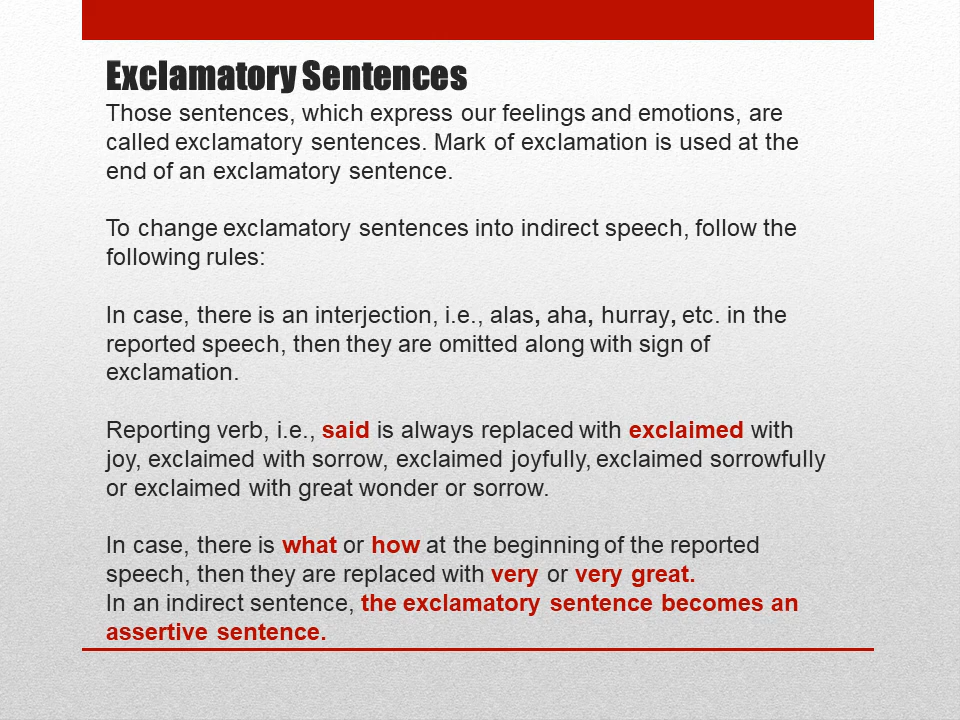 Exclamatory Sentences
Those sentences, which express our feelings and emotions, are
called exclamatory sentences. Mark of exclamation is used at the
end of an exclamatory sentence.
To change exclamatory sentences into indirect speech, follow the
following rules:
In case, there is an interjection, i.e., alas, aha, hurray, etc. in the
reported speech, then they are omitted along with sign of
exclamation.
Reporting verb, i.e., said is always replaced with exclaimed with
joy, exclaimed with sorrow, exclaimed joyfully, exclaimed sorrowfully
or exclaimed with great wonder or sorrow.
In case, there is what or how at the beginning of the reported
speech, then they are replaced with very or very great.
In an indirect sentence, the exclamatory sentence becomes an
assertive sentence.